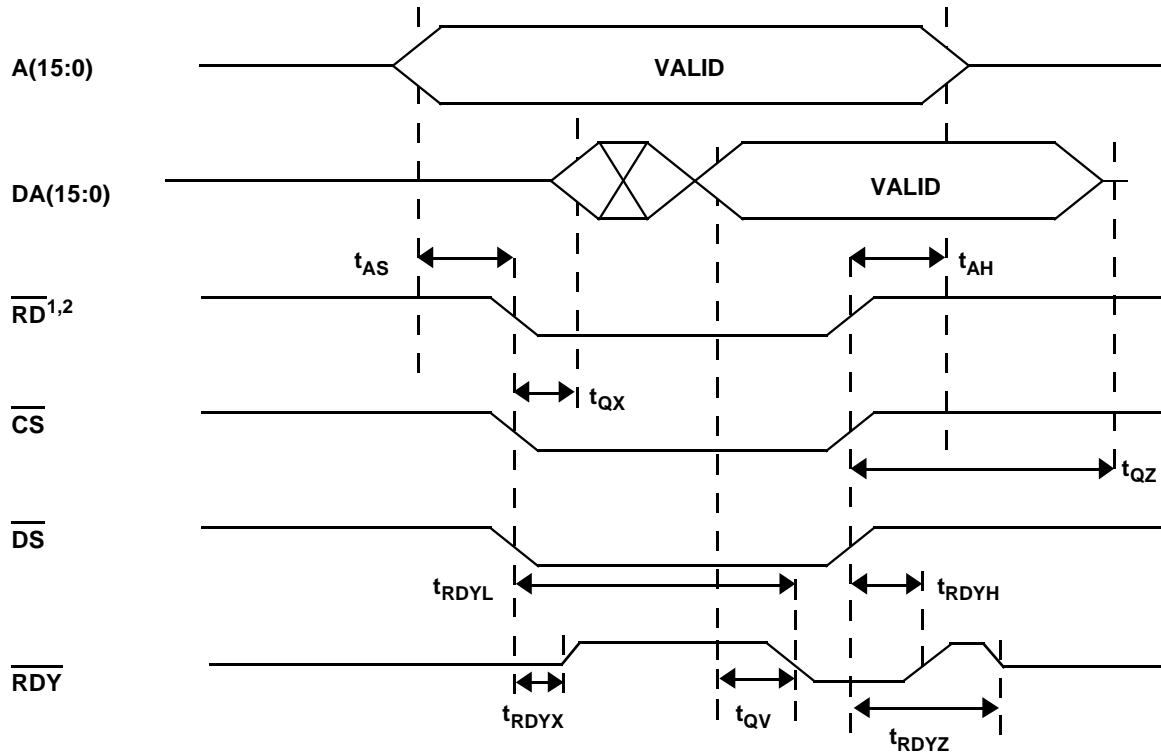 A(15:0)
VALID
DA(15:0)
VALID
tAS
tAH
RD1,2
tQX
CS
tQZ
DS
tRDYL
tRDYH
RDY
tRDYX
tQV
tRDYZ